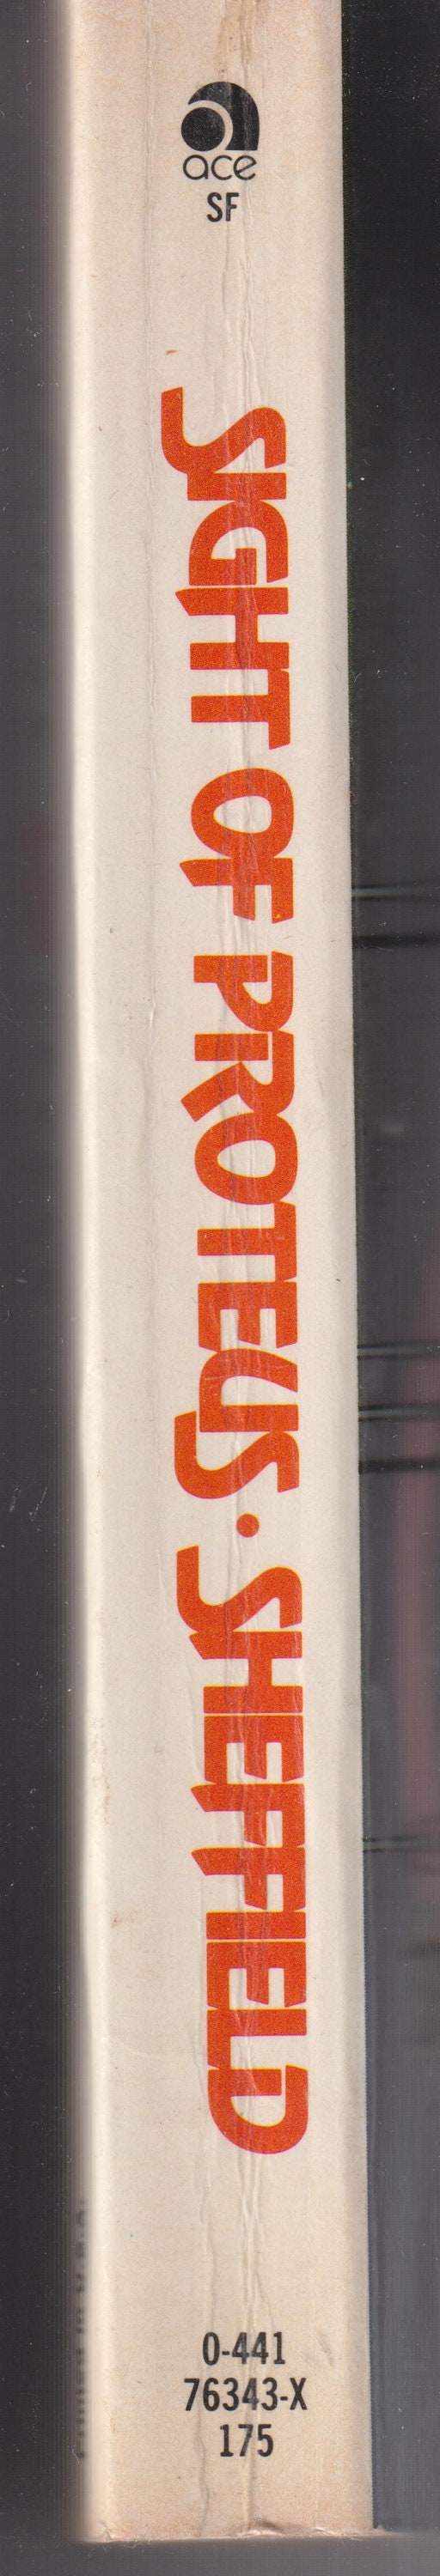 ace
SF
SIGHT OF PROTEUS · SHEFFIELD
0-441
76343-X
175